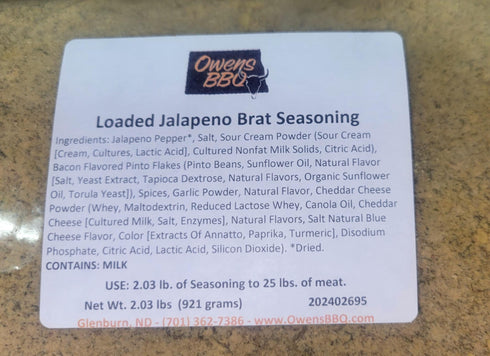 Owens
BBQ
Loaded Jalapeno Brat Seasoning
Ingredients: Jalapeno Pepper*, Salt, Sour Cream Powder (Sour Cream
[Cream, Cultures, Lactic Acid], Cultured Nonfat Milk Solids, Citric Acid),
Bacon Flavored Pinto Flakes (Pinto Beans, Sunflower Oil, Natural Flavor
[Salt, Yeast Extract, Tapioca Dextrose, Natural Flavors, Organic Sunflower
Oil, Torula Yeast]), Spices, Garlic Powder, Natural Flavor, Cheddar Cheese
Powder (Whey, Maltodextrin, Reduced Lactose Whey, Canola Oil, Cheddar
Cheese [Cultured Milk, Salt, Enzymes], Natural Flavors, Salt Natural Blue
Cheese Flavor, Color [Extracts Of Annatto, Paprika, Turmeric], Disodium
Phosphate, Citric Acid, Lactic Acid, Silicon Dioxide). *Dried.
CONTAINS: MILK
USE: 2.03 lb. of Seasoning to 25 lbs. of meat.
Net Wt. 2.03 lbs (921 grams) 202402695
Glenburn, ND - (701) 362-7386 - www.OwensBBQ.com